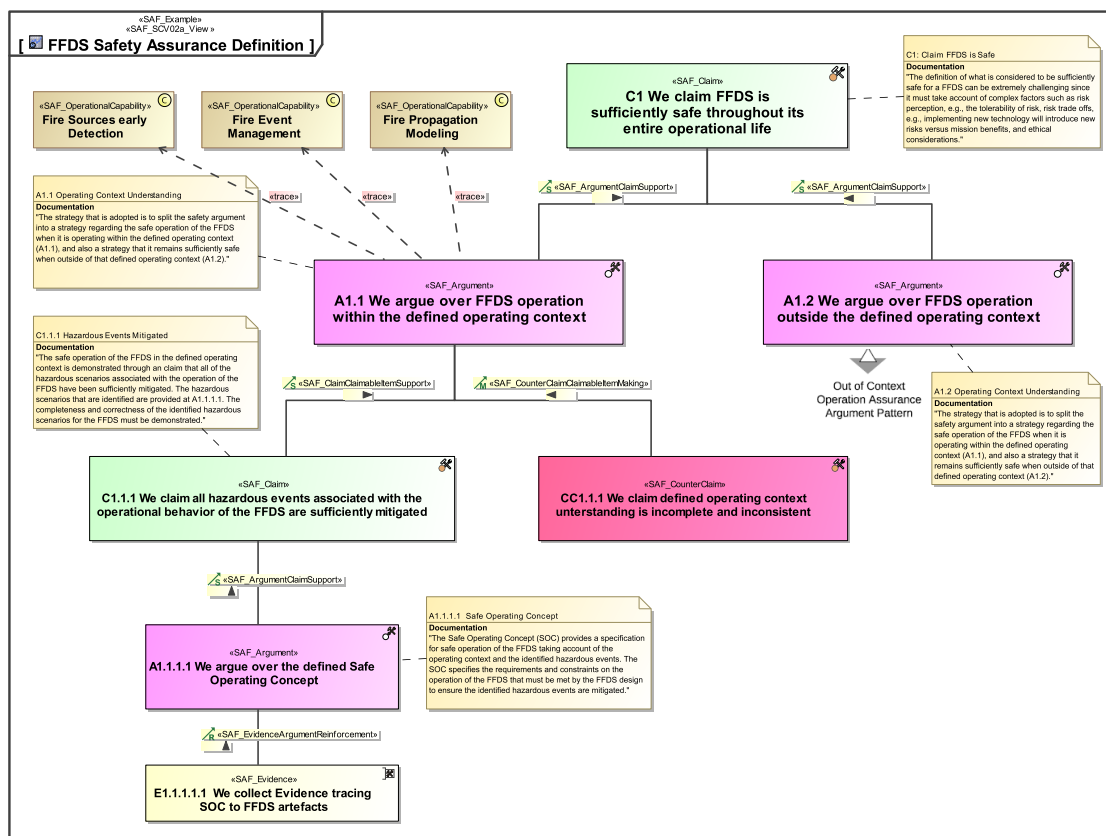 «SAF_Example»
«SAF_SCV02a_View »
[ FFDS Safety Assurance Definition ]
«SAF_OperationalCapability»
Fire Sources early
Detection
C
«SAF_OperationalCapability»
Fire Event
Management
C
«SAF_OperationalCapability»
Fire Propagation
Modeling
C
«SAF_Claim»
C1 We claim FFDS is
sufficiently safe throughout its
entire operational life
C1: Claim FFDS is Safe
Documentation
"The definition of what is considered to be sufficiently
safe for a FFDS can be extremely challenging since
it must take account of complex factors such as risk
perception, e.g., the tolerability of risk, risk trade offs,
e.g., implementing new technology will introduce new
risks versus mission benefits, and ethical
considerations."
A1.1 Operating Context Understanding
Documentation
"The strategy that is adopted is to split the safety argument
into a strategy regarding the safe operation of the FFDS
when it is operating within the defined operating context
(A1.1), and also a strategy that it remains sufficiently safe
when outside of that defined operating context (A1.2)."
«trace»
«trace»
«trace»
S «SAF_ArgumentClaimSupport»
S «SAF_ArgumentClaimSupport»
«SAF_Argument»
A1.1 We argue over FFDS operation
within the defined operating context
«SAF_Argument»
A1.2 We argue over FFDS operation
outside the defined operating context
C1.1.1 Hazardous Events Mitigated
Documentation
"The safe operation of the FFDS in the defined operating
context is demonstrated through an claim that all of the
hazardous scenarios associated with the operation of the
FFDS have been sufficiently mitigated. The hazardous
scenarios that are identified are provided at A1.1.1.1. The
completeness and correctness of the identified hazardous
scenarios for the FFDS must be demonstrated."
S «SAF_ClaimClaimableItemSupport»
M «SAF_CounterClaimClaimableItemMaking»
Out of Context
Operation Assurance
Argument Pattern
A1.2 Operating Context Understanding
Documentation
"The strategy that is adopted is to split the
safety argument into a strategy regarding the
safe operation of the FFDS when it is
operating within the defined operating
context (A1.1), and also a strategy that it
remains sufficiently safe when outside of that
defined operating context (A1.2)."
«SAF_Claim»
C1.1.1 We claim all hazardous events associated with the
operational behavior of the FFDS are sufficiently mitigated
«SAF_CounterClaim»
CC1.1.1 We claim defined operating context
unterstanding is incomplete and inconsistent
S «SAF_ArgumentClaimSupport»
«SAF_Argument»
A1.1.1.1 We argue over the defined Safe
Operating Concept
A1.1.1.1 Safe Operating Concept
Documentation
"The Safe Operating Concept (SOC) provides a specification
for safe operation of the FFDS taking account of the
operating context and the identified hazardous events. The
SOC specifies the requirements and constraints on the
operation of the FFDS that must be met by the FFDS design
to ensure the identified hazardous events are mitigated."
R «SAF_EvidenceArgumentReinforcement»
«SAF_Evidence»
E1.1.1.1.1 We collect Evidence tracing
SOC to FFDS artefacts